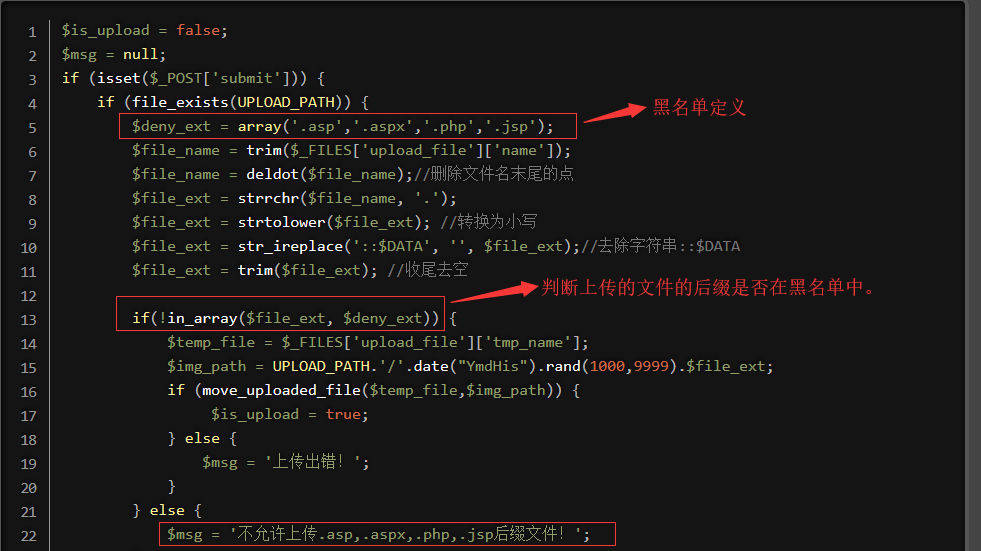 1 $is_upload = false;
2 $msg = null;
3 if (isset($_POST['submit'])) {
4 if (file_exists(UPLOAD_PATH)) {
黑名单定义
5 $deny_ext = array('.asp','.aspx','.php','.jsp');
6 $file_name = trim($_FILES['upload_file']['name']);
7 $file_name = deldot($file_name);//删除文件名末尾的点
8 $file_ext = strrchr($file_name, '.');
9 $file_ext = strtolower($file_ext); //转换为小写
10 $file_ext = str_ireplace('::$DATA', '', $file_ext);//去除字符串::$DATA
11 $file_ext = trim($file_ext); //收尾去空
12 判断上传的文件的后缀是否在黑名单中。
13 if(!in_array($file_ext, $deny_ext)) {
14 $temp_file = $_FILES['upload_file']['tmp_name'];
15 $img_path = UPLOAD_PATH.'/'.date("YmdHis").rand(1000,9999).$file_ext;
16 if (move_uploaded_file($temp_file,$img_path)) {
17 $is_upload = true;
18 } else {
19 $msg = '上传出错！';
20 }
21 } else {
22 $msg = '不允许上传.asp,.aspx,.php,.jsp后缀文件！';